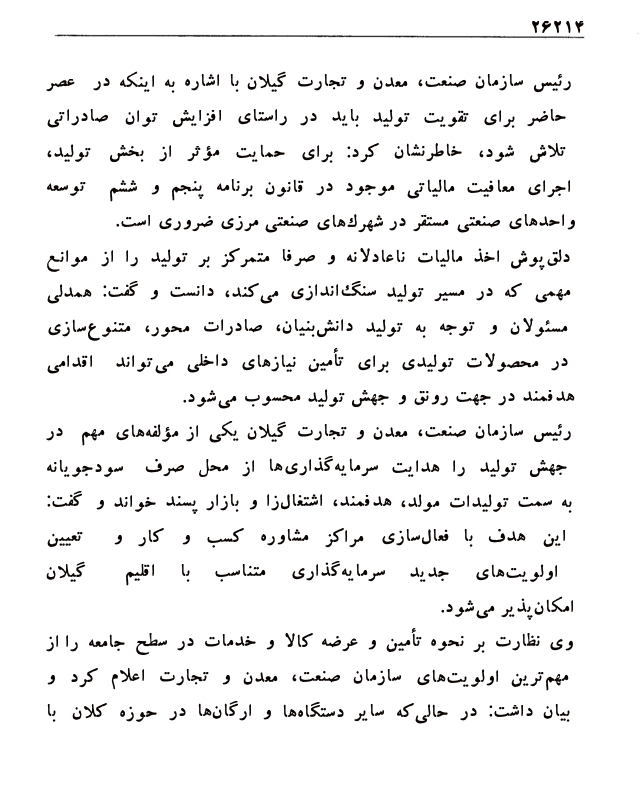 ۲۶۲۱۴
رئیس سازمان صنعت، معدن و تجارت گیلان با اشاره به اینکه در عصر
حاضر برای تقویت تولید باید در راستای افزایش توان صادراتی
تلاش شود، خاطرنشان کرد: برای حمایت مؤثر از بخش تولید،
اجرای معافیت مالیاتی موجود در قانون برنامه پنجم و ششم توسعه
واحدهای صنعتی مستقر در شهرك‌های صنعتی مرزی ضروری است.
دلق‌پوش اخذ مالیات ناعادلانه و صرفا متمرکز بر تولید را از موانع
مهمی که در مسیر تولید سنگ‌اندازی می‌کند، دانست و گفت: همدلی
مسئولان و توجه به تولید دانش‌بنیان، صادرات محور، متنوع‌سازی
در محصولات تولیدی برای تأمین نیازهای داخلی می‌تواند اقدامی
هدفمند در جهت رونق و جهش تولید محسوب می‌شود.
رئیس سازمان صنعت، معدن و تجارت گیلان یکی از مؤلفه‌های مهم در
جهش تولید را هدایت سرمایه‌گذاری‌ها از محل صرف سودجویانه
به سمت تولیدات مولد، هدفمند، اشتغال‌زا و بازار پسند خواند و گفت:
این هدف با فعال‌سازی مراکز مشاوره کسب و کار و تعیین
اولویت‌های جدید سرمایه‌گذاری متناسب با اقلیم گیلان
امکان‌پذیر می‌شود.
وی نظارت بر نحوه تأمین و عرضه کالا و خدمات در سطح جامعه را از
مهم‌ترین اولویت‌های سازمان صنعت، معدن و تجارت اعلام کرد و
بیان داشت: در حالی‌که سایر دستگاه‌ها و ارگان‌ها در حوزه کلان با